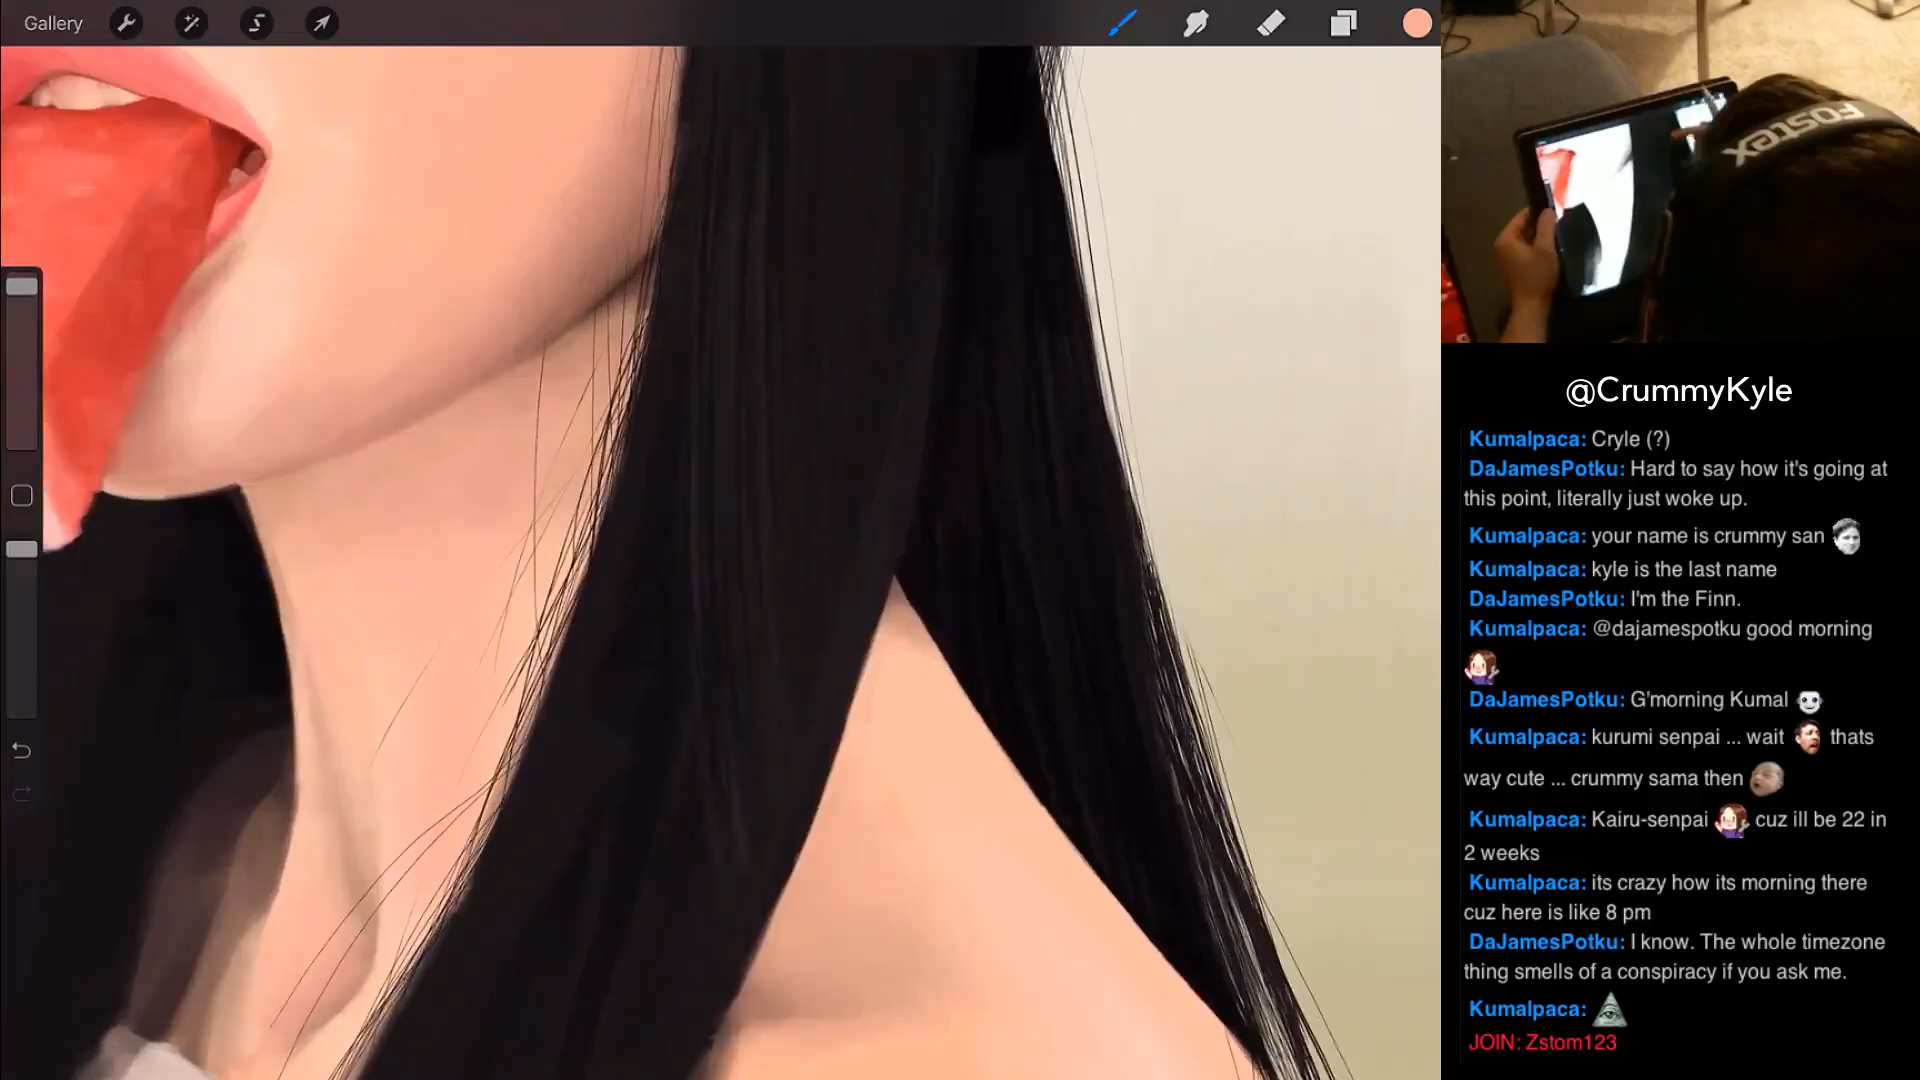 Gallery
FOSTEX
@CrummyKyle
Kumalpaca: Cryle (?)
DaJamesPotku: Hard to say how it's going at
this point, literally just woke up.
Kumalpaca: your name is crummy san
Kumalpaca: kyle is the last name
DaJamesPotku: I'm the Finn.
Kumalpaca: @dajamespotku good morning
DaJamesPotku: G'morning Kumal
Kumalpaca: kurumi senpai ... wait thats
way cute ... crummy sama then
Kumalpaca: Kairu-senpai cuz ill be 22 in
2 weeks
Kumalpaca: its crazy how its morning there
cuz here is like 8 pm
DaJamesPotku: I know. The whole timezone
thing smells of a conspiracy if you ask me.
Kumalpaca:
JOIN: Zstom123